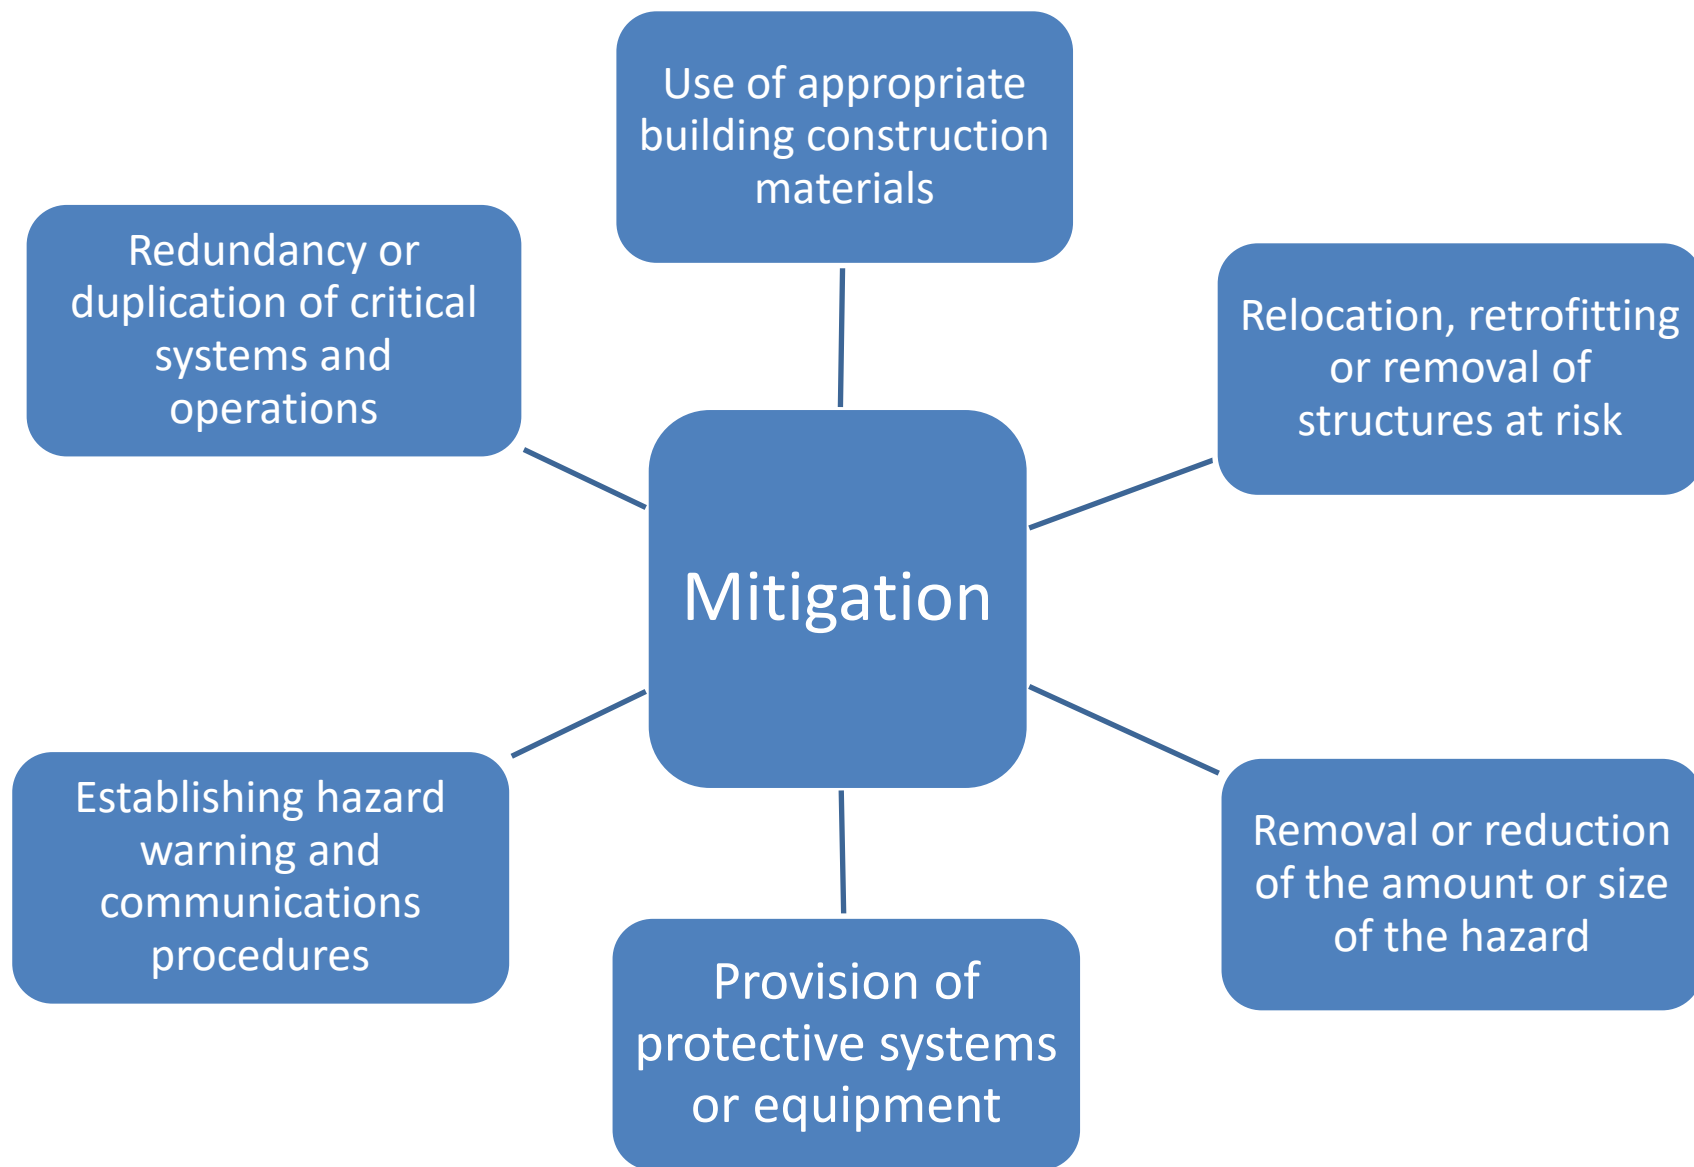 Use of appropriate
building construction
materials
Redundancy or
duplication of critical
systems and
operations
Relocation, retrofitting
or removal of
structures at risk
Mitigation
Establishing hazard
warning and
communications
procedures
Removal or reduction
of the amount or size
of the hazard
Provision of
protective systems
or equipment